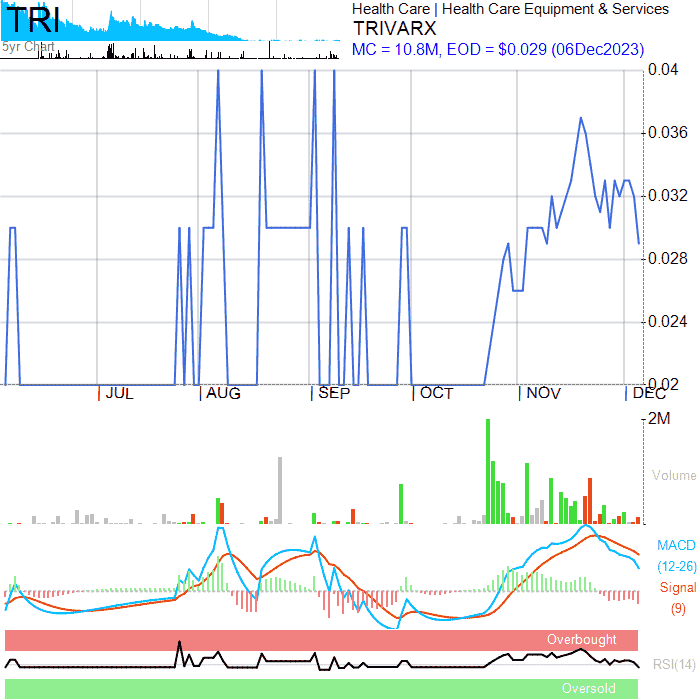 TRI
5yr Chart
Health Care | Health Care Equipment & Services
TRIVARX
MC = 10.8M, EOD = $0.029 (06Dec2023)
0.04
0.036
0.032
0.028
0.024
0.02
JUL
AUG
SEP
OCT
NOV
DEC
2M
Volume
MACD
(12-26)
Signal
(9)
Overbought
RSI(14)
Oversold